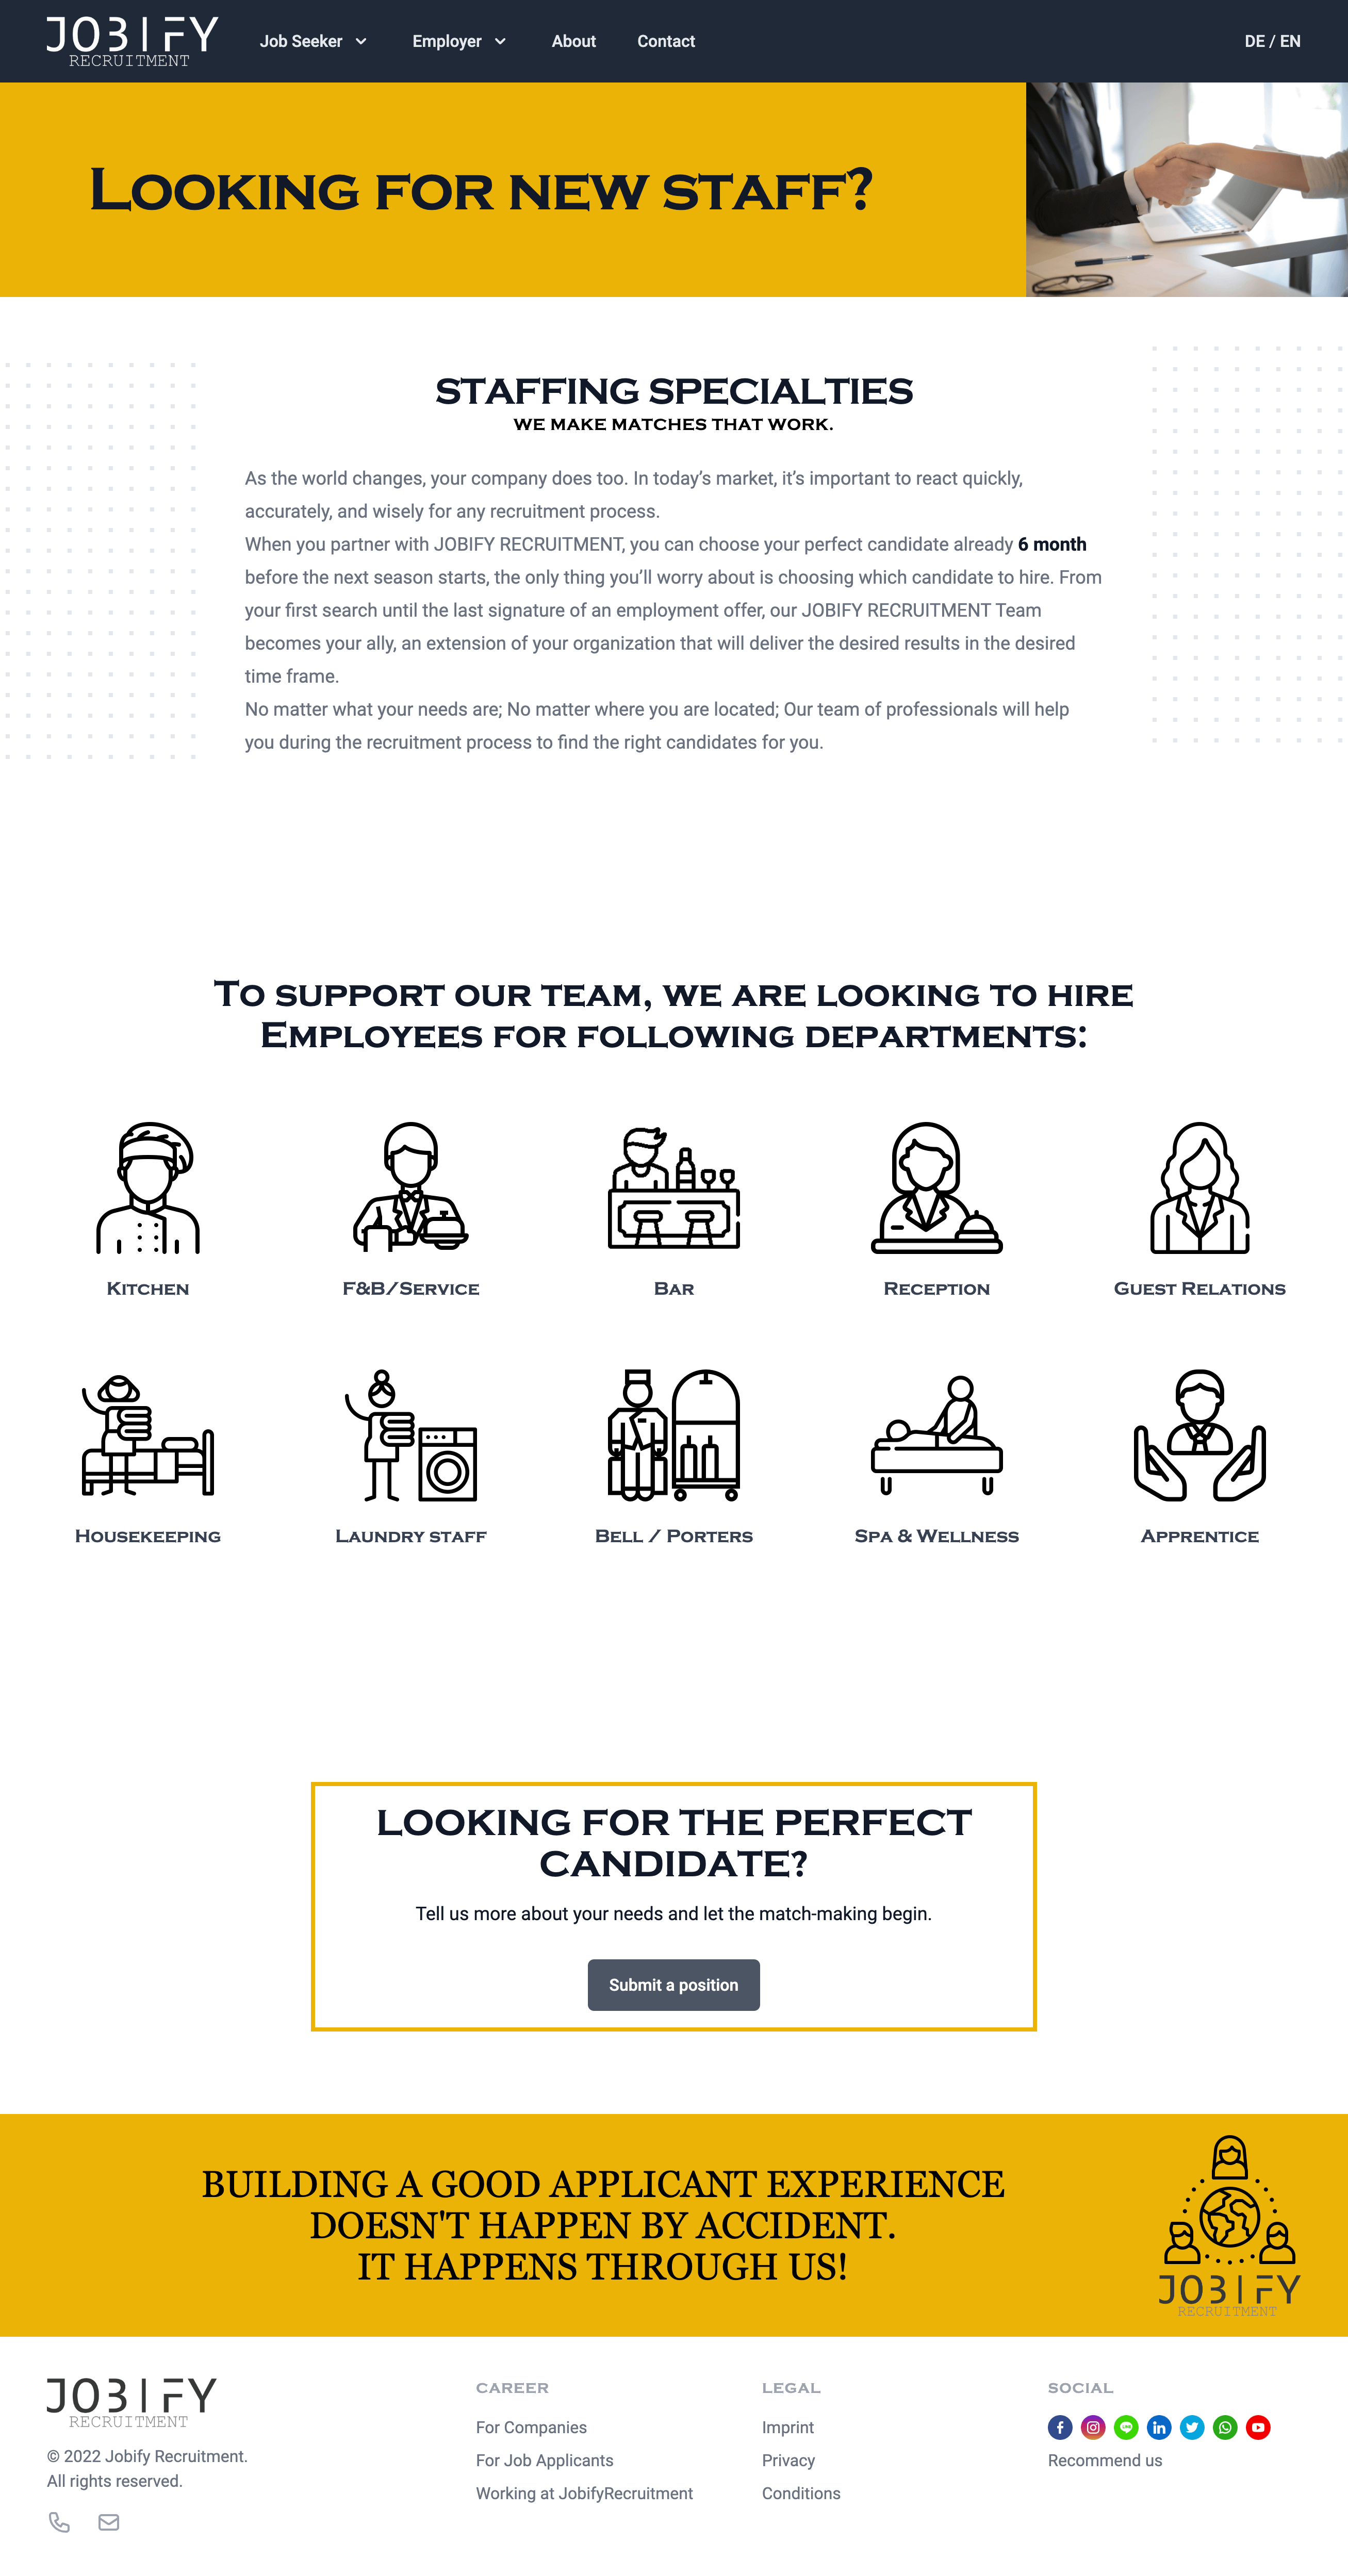 JOBIFY
RECRUITMENT
Job Seeker
Employer
About
Contact
DE / EN
Looking for new staff?
STAFFING SPECIALTIES
WE MAKE MATCHES THAT WORK.
As the world changes, your company does too. In today’s market, it’s important to react quickly,
accurately, and wisely for any recruitment process.
When you partner with JOBIFY RECRUITMENT, you can choose your perfect candidate already 6 month
before the next season starts, the only thing you’ll worry about is choosing which candidate to hire. From
your first search until the last signature of an employment offer, our JOBIFY RECRUITMENT Team
becomes your ally, an extension of your organization that will deliver the desired results in the desired
time frame.
No matter what your needs are; No matter where you are located; Our team of professionals will help
you during the recruitment process to find the right candidates for you.
To support our team, we are looking to hire
Employees for following departments:
Kitchen
F&B/Service
Bar
Reception
Guest Relations
Housekeeping
Laundry staff
Bell / Porters
Spa & Wellness
Apprentice
LOOKING FOR THE PERFECT
CANDIDATE?
Tell us more about your needs and let the match-making begin.
Submit a position
BUILDING A GOOD APPLICANT EXPERIENCE
DOESN'T HAPPEN BY ACCIDENT.
IT HAPPENS THROUGH US!
JOBIFY
RECRUITMENT
JOBIFY
RECRUITMENT
© 2022 Jobify Recruitment.
All rights reserved.
CAREER
For Companies
For Job Applicants
Working at JobifyRecruitment
LEGAL
Imprint
Privacy
Conditions
SOCIAL
Recommend us